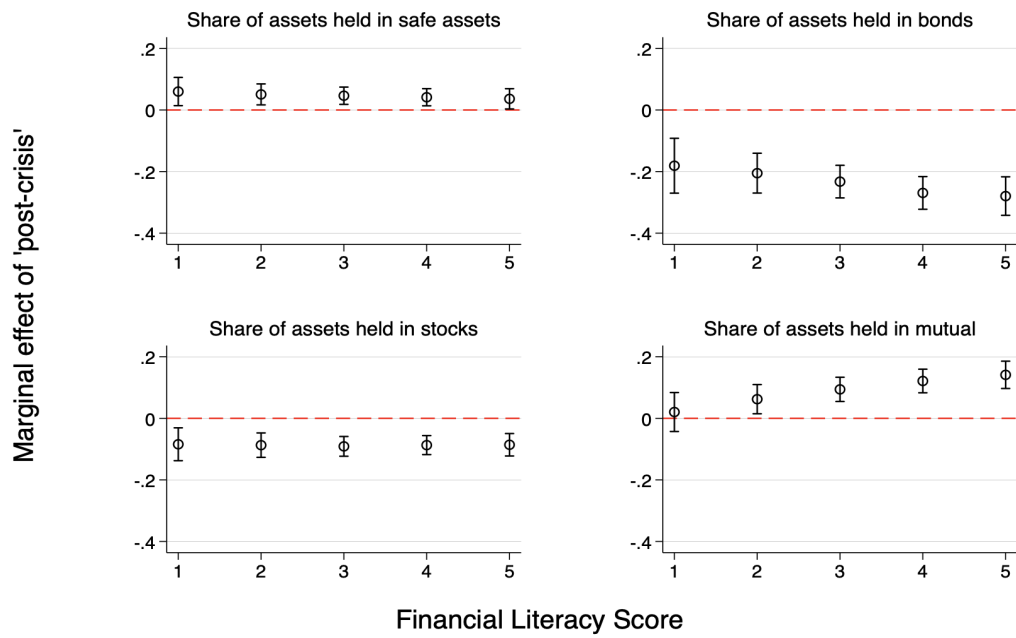 Marginal effect of 'post-crisis'
Share of assets held in safe assets
.2
0
-.2
-.4
1 2 3 4 5
Share of assets held in bonds
.2
0
-.2
-.4
1 2 3 4 5
Share of assets held in stocks
.2
0
-.2
-.4
1 2 3 4 5
Share of assets held in mutual
.2
0
-.2
-.4
1 2 3 4 5
Financial Literacy Score